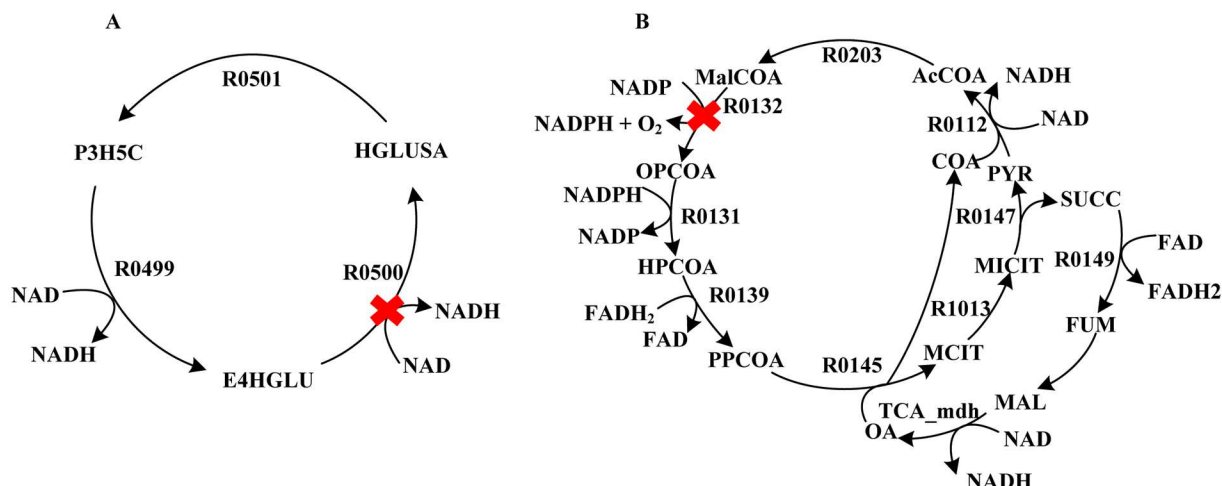 A
R0501
P3H5C
HGLUSA
R0499
R0500
NAD
NADH
NADH
E4HGLU
NAD
B
R0203
MalCOA
AcCOA
NADH
NADP
R0132
NADPH + O₂
R0112
NAD
COA
PYR
OPCOA
NADPH
R0131
R0147
SUCC
NADP
R0149
FAD
HPCOA
MICIT
R0139
FADH2
FADH₂
R1013
FAD
FUM
PPCOA
R0145
MCIT
TCA_mdh
MAL
OA
NAD
NADH